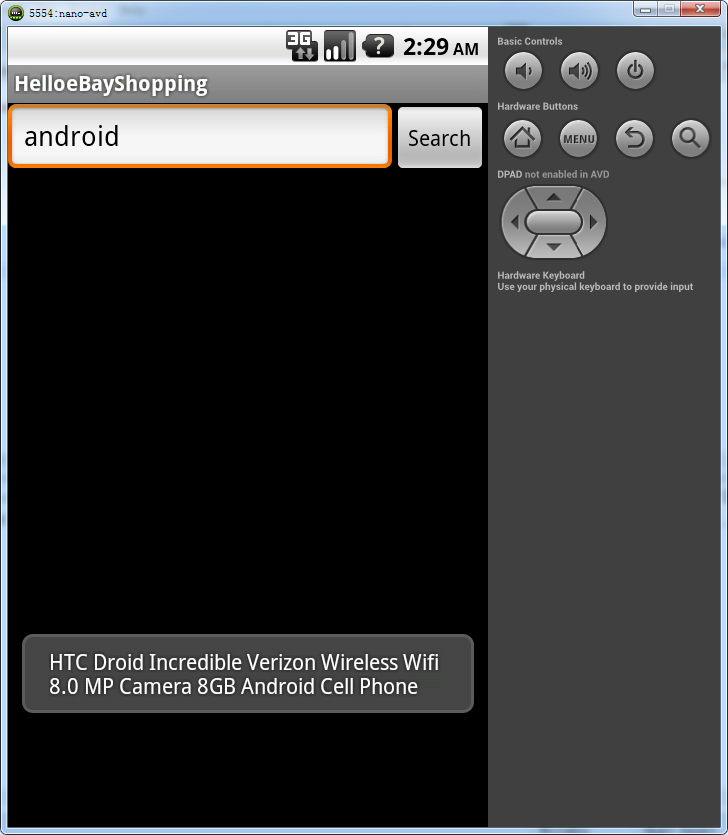 5554:nano-avd
3G
? 2:29 AM
HelloeBayShopping
android
Search
HTC Droid Incredible Verizon Wireless Wifi
8.0 MP Camera 8GB Android Cell Phone
Basic Controls
Hardware Buttons
MENU
DPAD not enabled in AVD
Hardware Keyboard
Use your physical keyboard to provide input